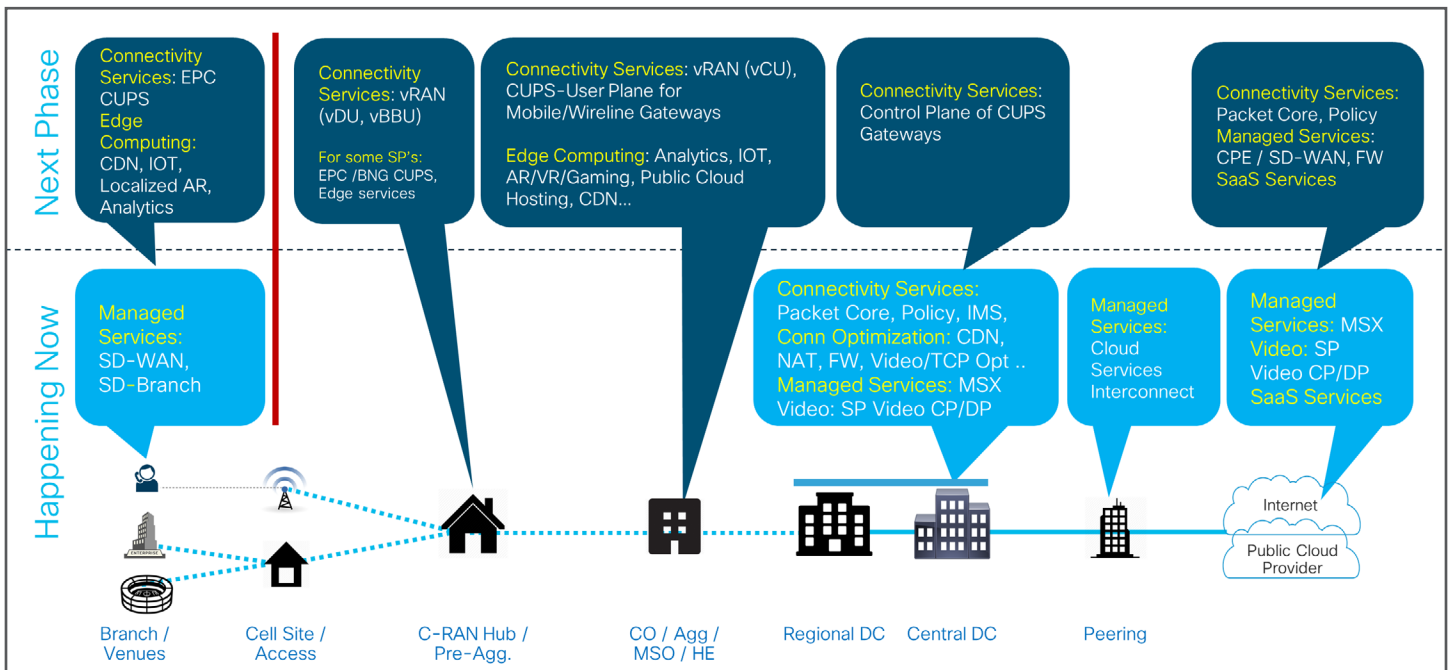 Next Phase
Connectivity
Services: EPC
CUPS
Edge
Computing:
CDN, IOT,
Localized AR,
Analytics
Connectivity
Services: vRAN
(vDU, vBBU)
For some SP's:
EPC /BNG CUPS,
Edge services
Connectivity Services: vRAN (vCU),
CUPS-User Plane for
Mobile/Wireline Gateways
Edge Computing: Analytics, IOT,
AR/VR/Gaming, Public Cloud
Hosting, CDN...
Connectivity Services:
Control Plane of CUPS
Gateways
Connectivity Services:
Packet Core, Policy
Managed Services:
CPE / SD-WAN, FW
SaaS Services
Happening Now
Managed
Services:
SD-WAN,
SD-Branch
Connectivity Services:
Packet Core, Policy, IMS,
Conn Optimization: CDN,
NAT, FW, Video/TCP Opt ..
Managed Services: MSX
Video: SP Video CP/DP
Managed
Services:
Cloud
Services
Interconnect
Managed
Services: MSX
Video: SP
Video CP/DP
SaaS Services
ENTERPRISE
Internet
Public Cloud
Provider
Branch /
Venues
Cell Site /
Access
C-RAN Hub /
Pre-Agg.
CO / Agg /
MSO / HE
Regional DC
Central DC
Peering